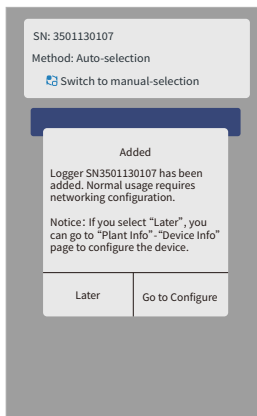 SN: 3501130107
Method: Auto-selection
Switch to manual-selection
Added
Logger SN3501130107 has been
added. Normal usage requires
networking configuration.
Notice: If you select “Later”, you
can go to “Plant Info”-“Device Info”
page to configure the device.
Later
Go to Configure